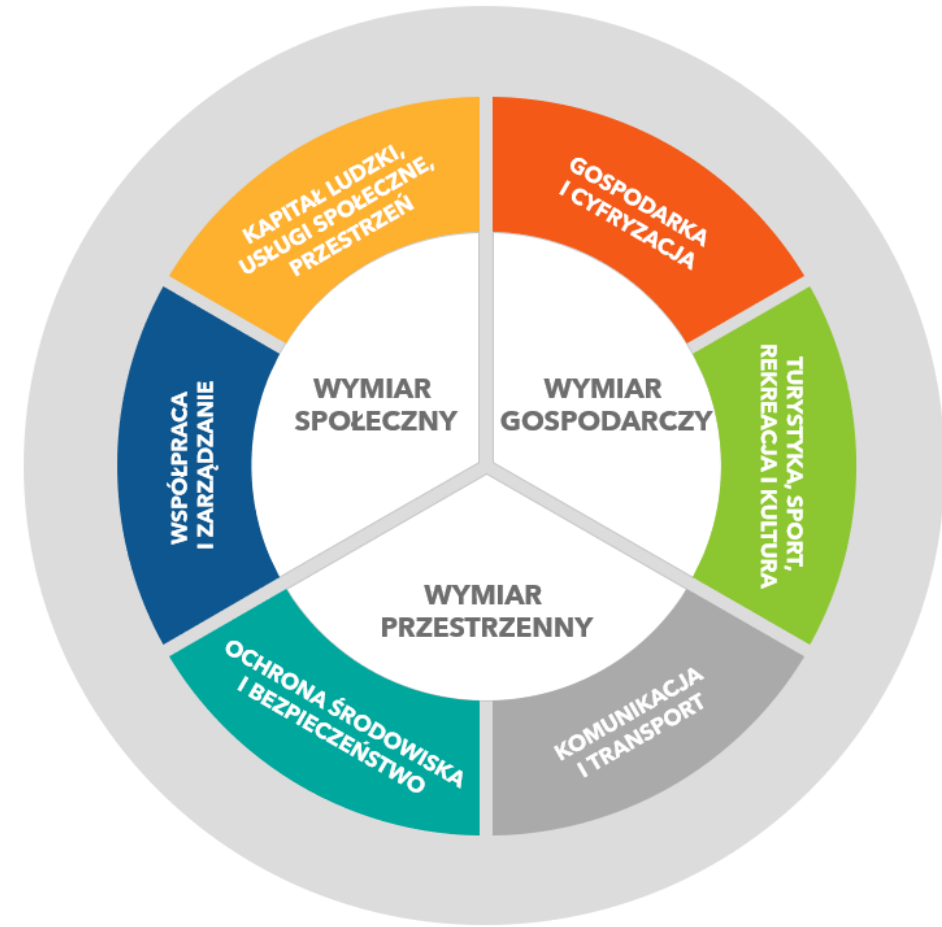 KAPITAŁ LUDZKI,
USŁUGI SPOŁECZNE,
PRZESTRZEŃ
GOSPODARKA
I CYFRYZACJA
TURYSTYKA, SPORT,
REKREACJA I KULTURA
KOMUNIKACJA
I TRANSPORT
OCHRONA ŚRODOWISKA
I BEZPIECZEŃSTWO
WSPÓŁPRACA
I ZARZĄDZANIE
WYMIAR
SPOŁECZNY
WYMIAR
GOSPODARCZY
WYMIAR
PRZESTRZENNY